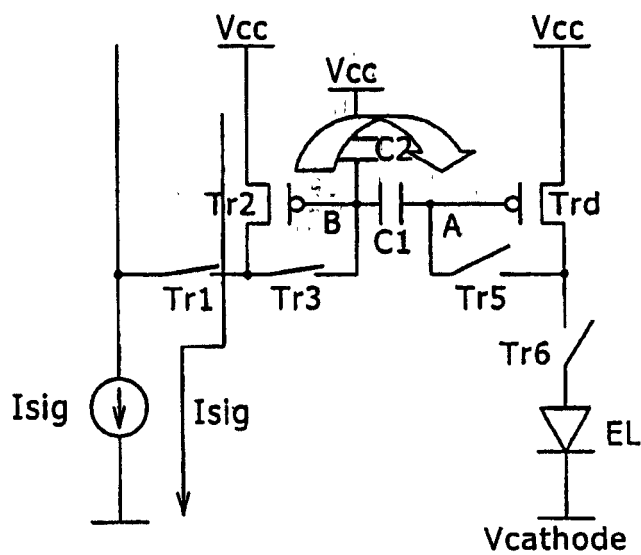 Vcc
Vcc
Vcc
C2
Tr2
B
C1
A
Trd
Tr1
Tr3
Tr5
Tr6
Isig
Isig
EL
Vcathode